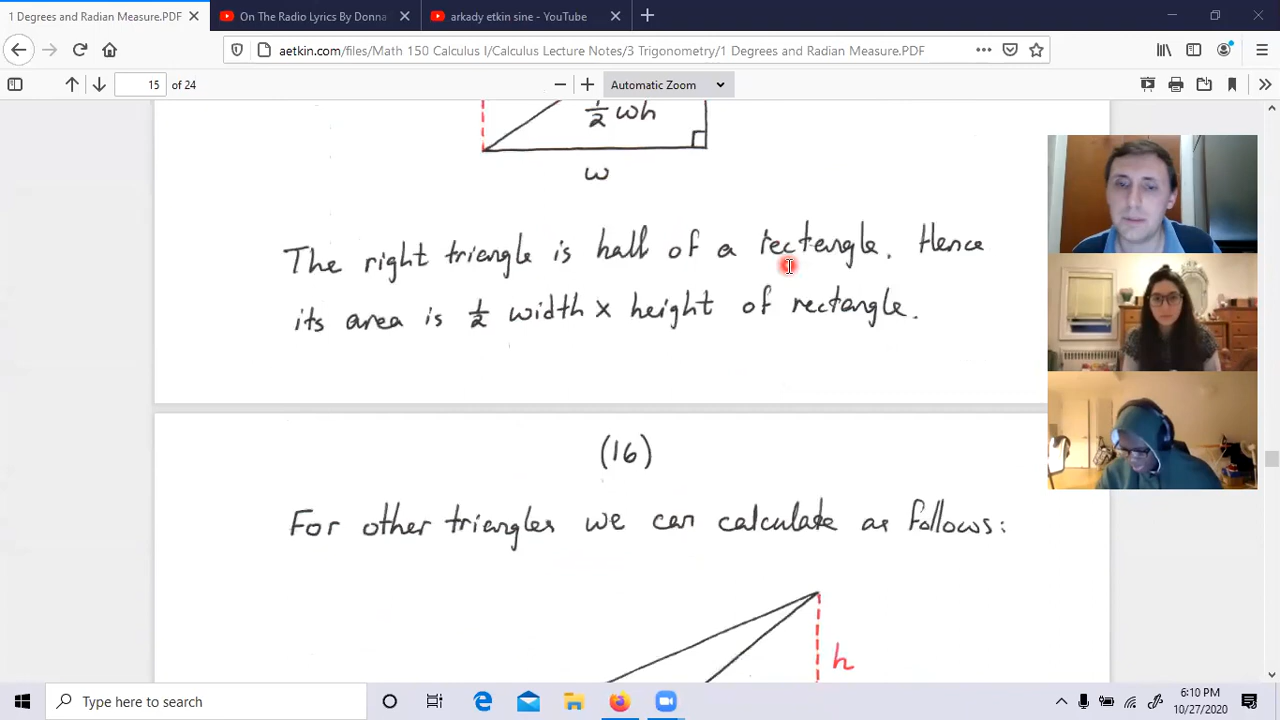 1 Degrees and Radian Measure.PDF
On The Radio Lyrics By Donna
arkady etkin sine - YouTube
aetkin.com/files/Math 150 Calculus I/Calculus Lecture Notes/3 Trigonometry/1 Degrees and Radian Measure.PDF
15 of 24
Automatic Zoom
1/2 wh
w
The right triangle is half of a rectangle. Hence
its area is 1/2 width x height of rectangle.
(16)
For other triangles we can calculate as follows:
h
Type here to search
6:10 PM
10/27/2020